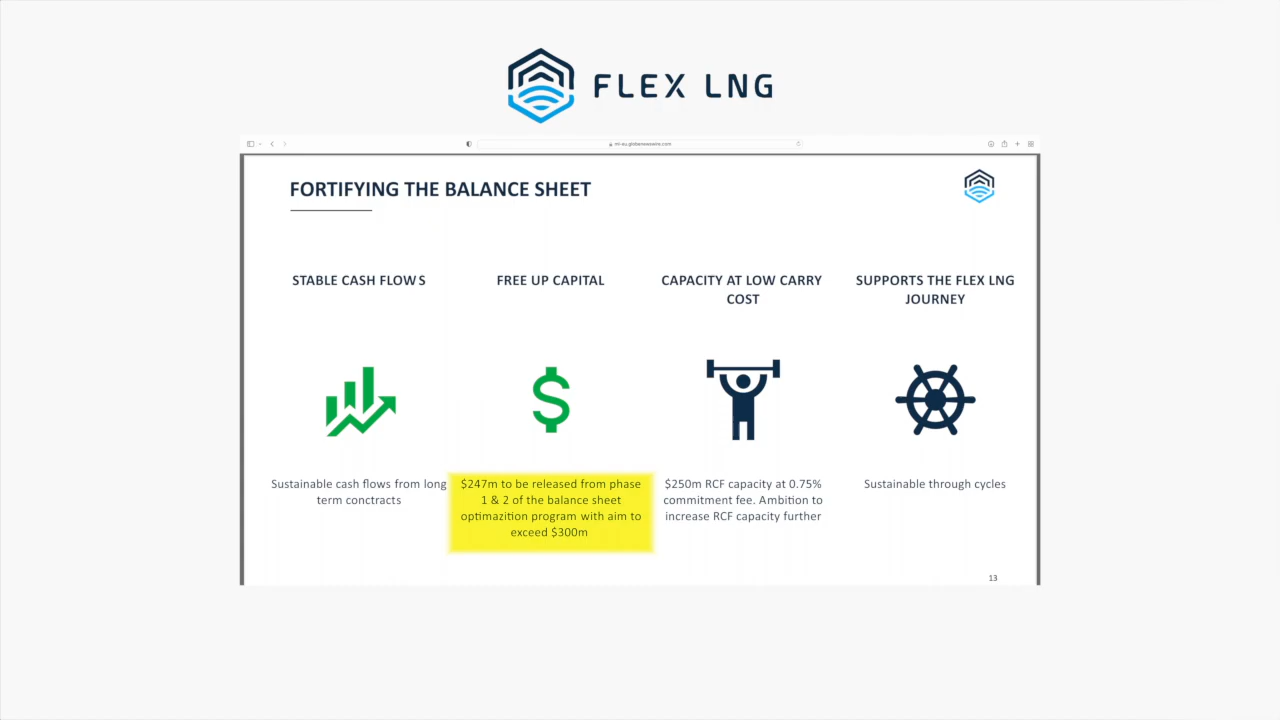 FLEX LNG
FORTIFYING THE BALANCE SHEET
STABLE CASH FLOWS
Sustainable cash flows from long
term conctracts
FREE UP CAPITAL
$247m to be released from phase
1 & 2 of the balance sheet
optimazition program with aim to
exceed $300m
CAPACITY AT LOW CARRY
COST
$250m RCF capacity at 0.75%
commitment fee. Ambition to
increase RCF capacity further
SUPPORTS THE FLEX LNG
JOURNEY
Sustainable through cycles
13